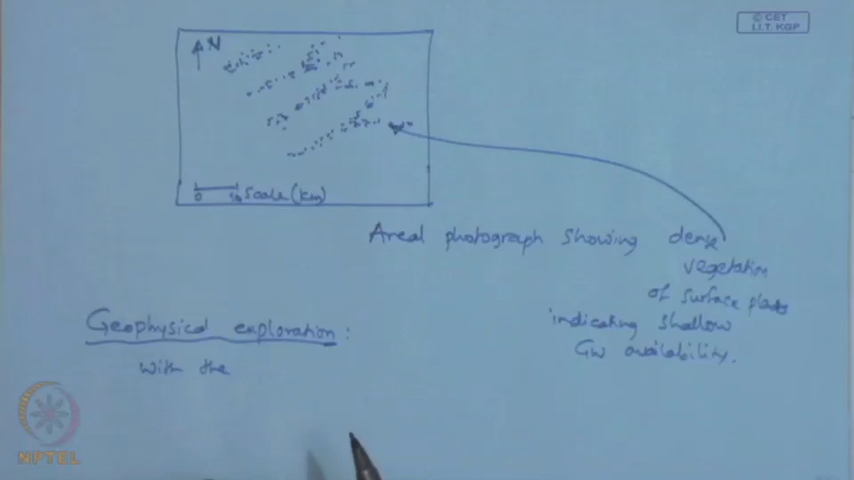 © CET
I.I.T. KGP
N
0 10 Scale (Km)
Areal photograph showing dense
vegetation
of surface plants
indicating shallow
GW availability.
Geophysical exploration :
with the
NPTEL